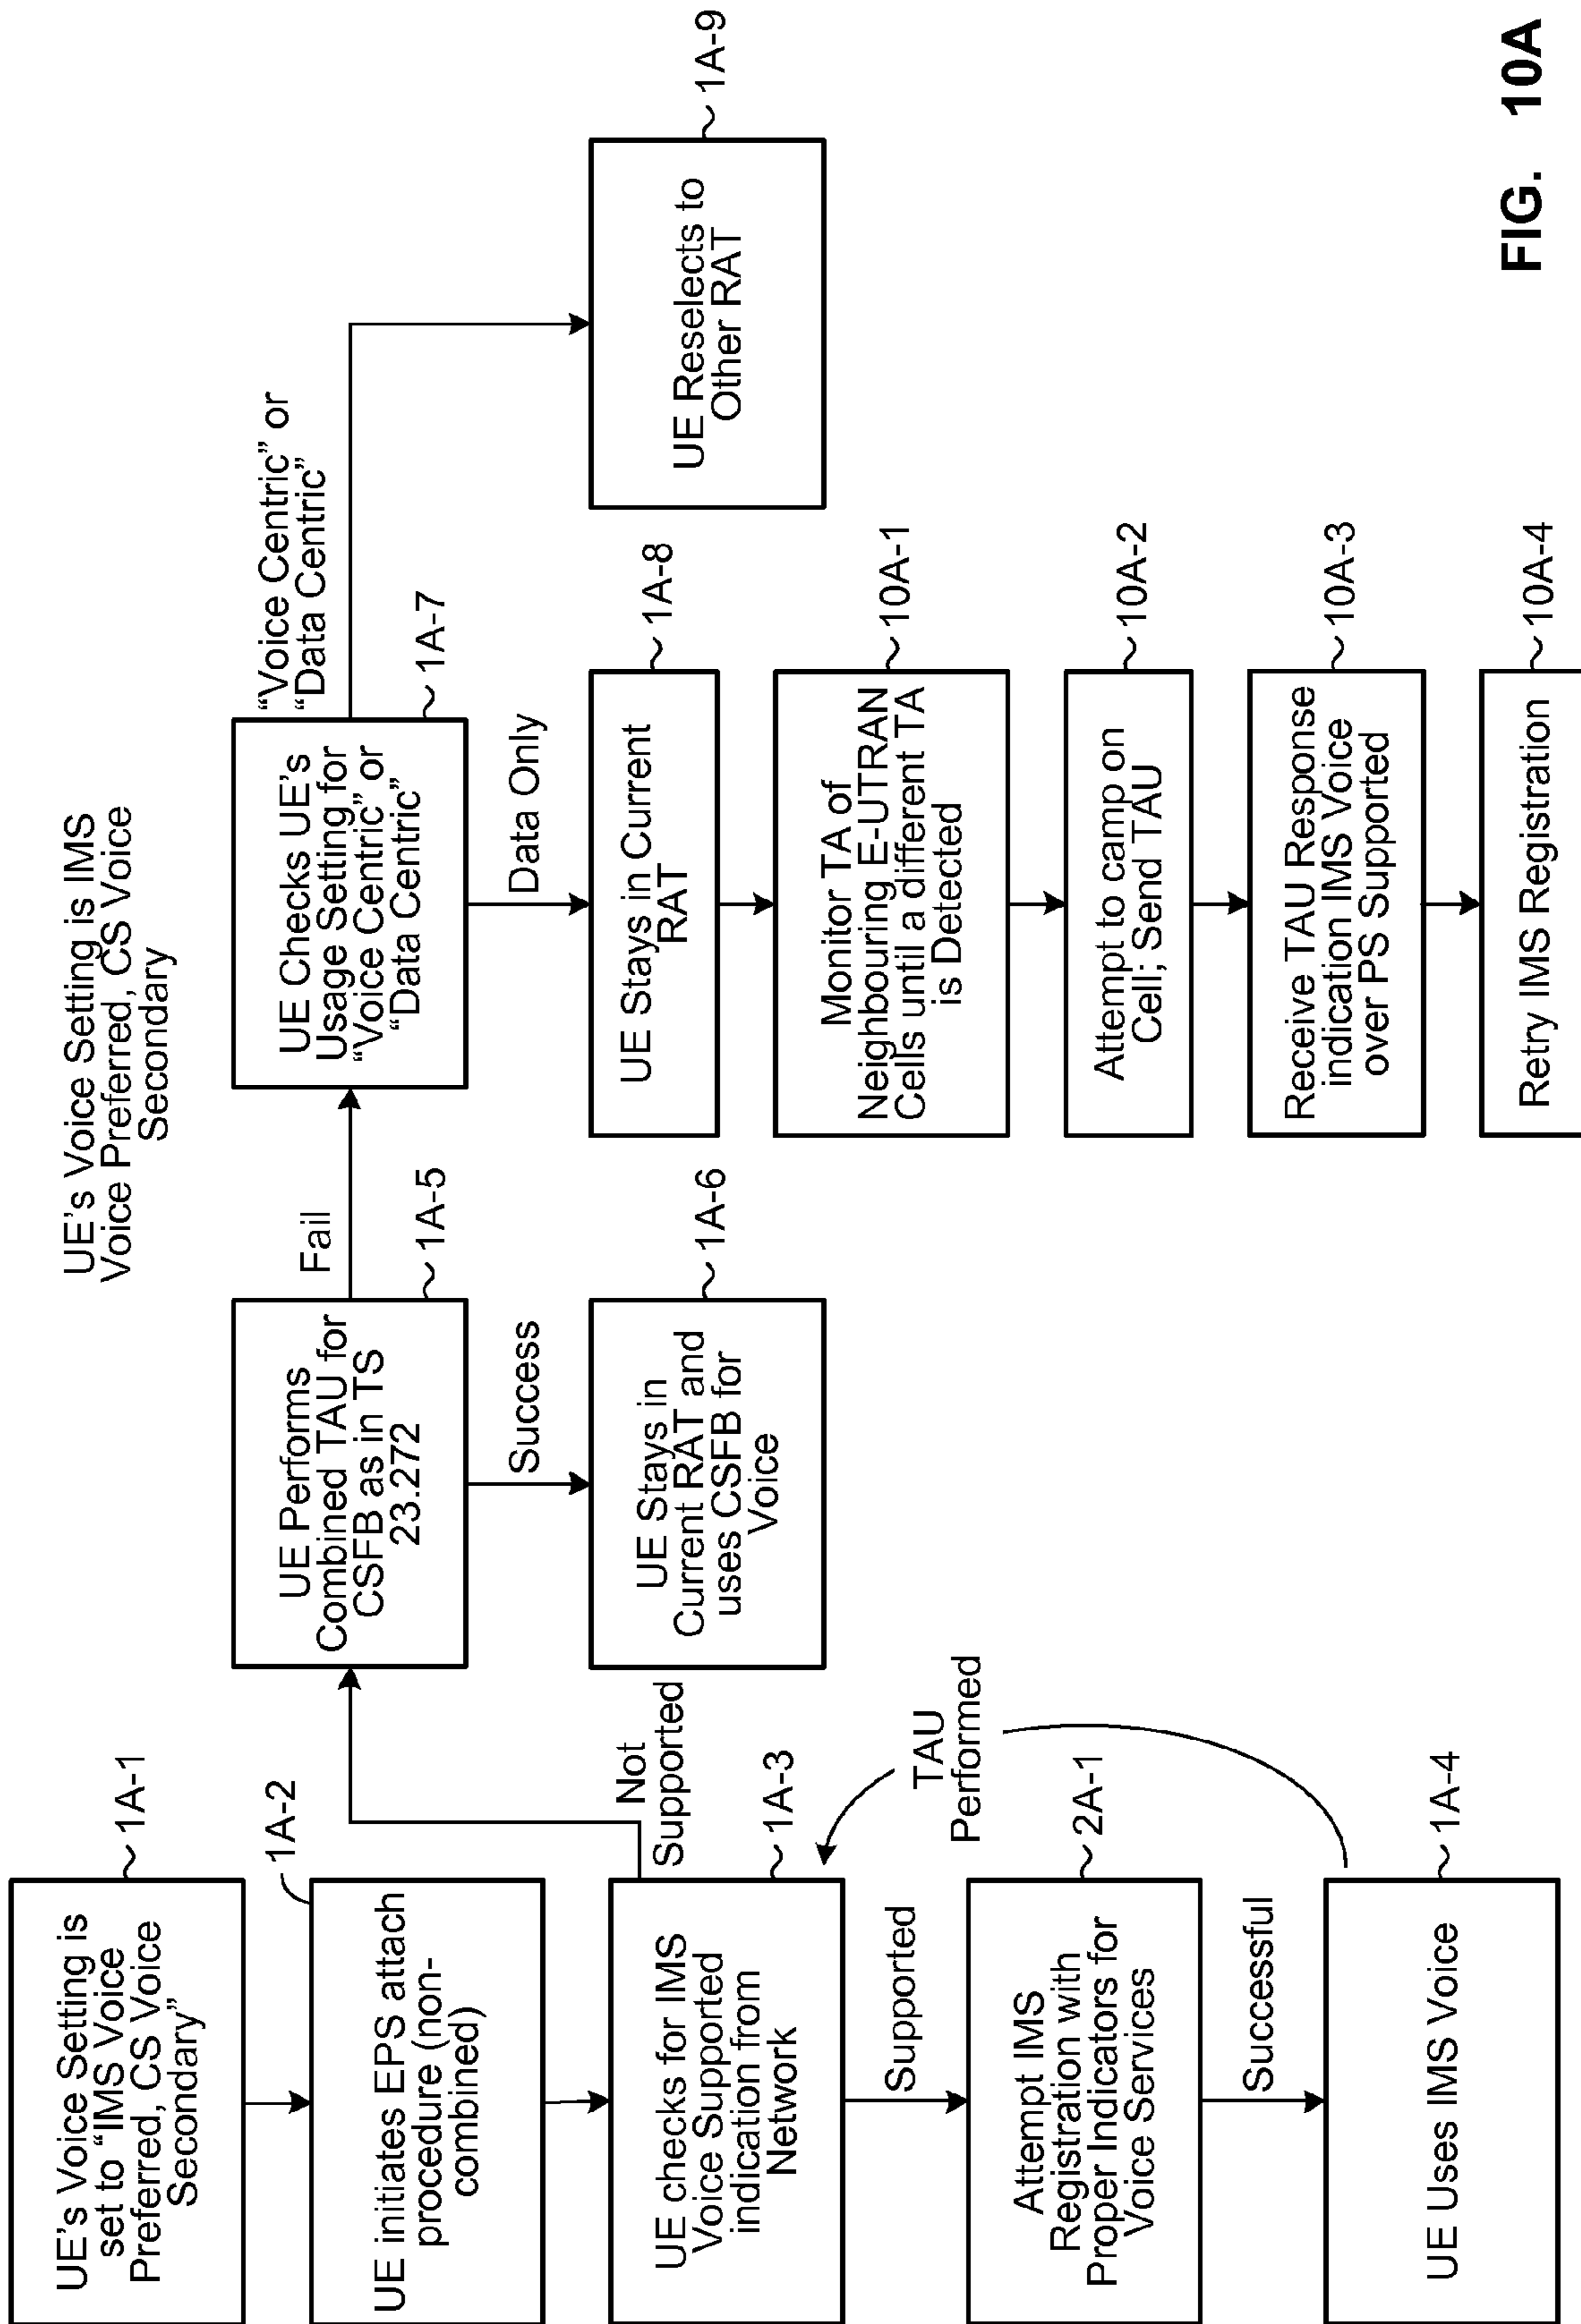 UE's Voice Setting is IMS
Voice Preferred, CS Voice
Secondary
UE's Voice Setting is
set to "IMS Voice
Preferred, CS Voice
Secondary"
1A-1
1A-2
UE initiates EPS attach
procedure (non-
combined)
UE checks for IMS
Voice Supported
indication from
Network
1A-3
Not
Supported
Supported
TAU
Performed
Attempt IMS
Registration with
Proper Indicators for
Voice Services
2A-1
Successful
UE Uses IMS Voice
1A-4
UE Performs
Combined TAU for
CSFB as in TS
23.272
1A-5
Fail
Success
UE Stays in
Current RAT and
uses CSFB for
Voice
1A-6
UE Checks UE's
Usage Setting for
"Voice Centric" or
"Data Centric"
1A-7
"Voice Centric" or
"Data Centric"
Data Only
UE Stays in Current
RAT
1A-8
Monitor TA of
Neighbouring E-UTRAN
Cells until a different TA
is Detected
10A-1
Attempt to camp on
Cell; Send TAU
10A-2
Receive TAU Response
indication IMS Voice
over PS Supported
10A-3
Retry IMS Registration
10A-4
UE Reselects to
Other RAT
1A-9
FIG. 10A